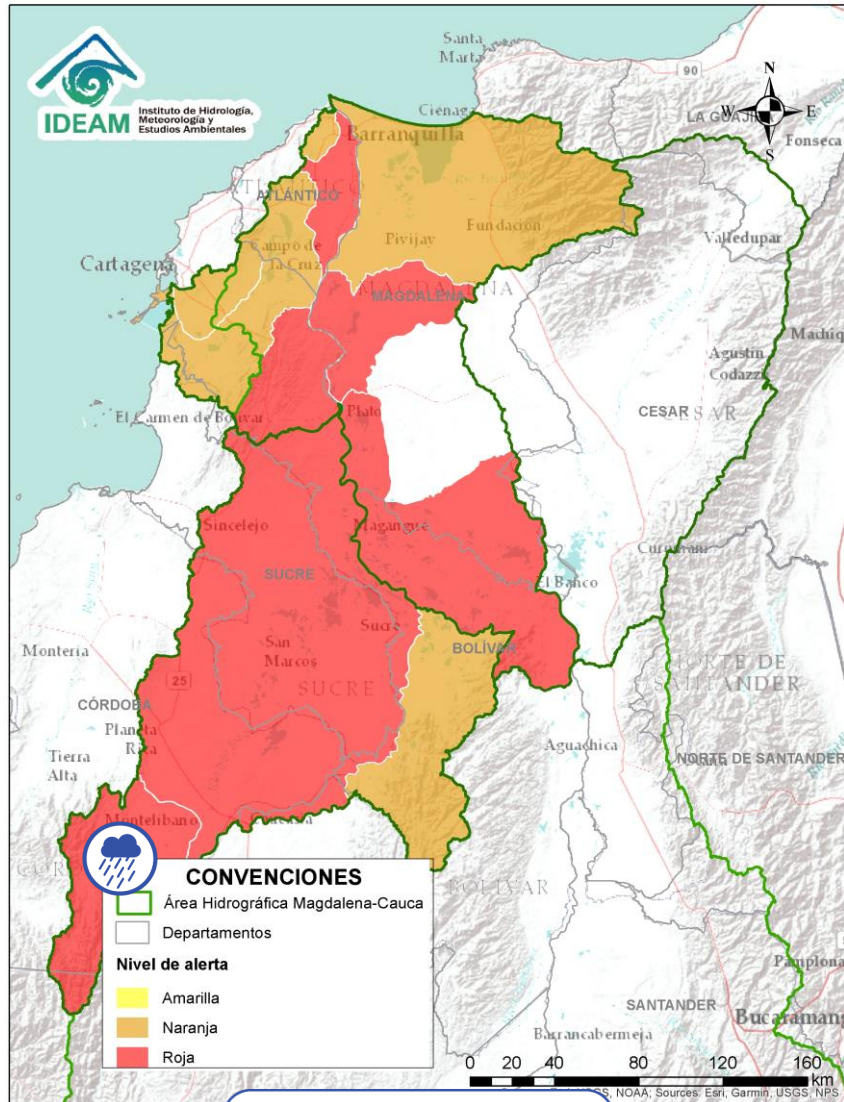 IDEAM
Instituto de Hidrología,
Meteorología y
Estudios Ambientales
Santa
Marta
90
N
W
E
S
Ciénaga
LA GUAJIRA
Fonseca
Barranquilla
ATLÁNTICO
Fundación
Pivijay
Valledupar
Campo de
la Cruz
Cartagena
MAGDALENA
MAGDALENA
Agustín
Codazzi
El Carmen de Bolívar
Plato
CESAR
CESAR
Sincelejo
Magangué
SUCRE
El Banco
Sucre
BOLÍVAR
Montería
San
Marcos
25
SUCRE
NORTE DE
SANTANDER
CÓRDOBA
Planeta
Rica
Aguachica
NORTE DE SANTANDER
Tierra
Alta
Montelíbano
CONVENCIONES
Área Hidrográfica Magdalena-Cauca
Departamentos
Nivel de alerta
Amarilla
Naranja
Roja
BOLÍVAR
Pamplona
SANTANDER
Barrancabermeja
0 20 40 80 120 160
km
NOAA; Sources: Esri, Garmin, USGS, NPS